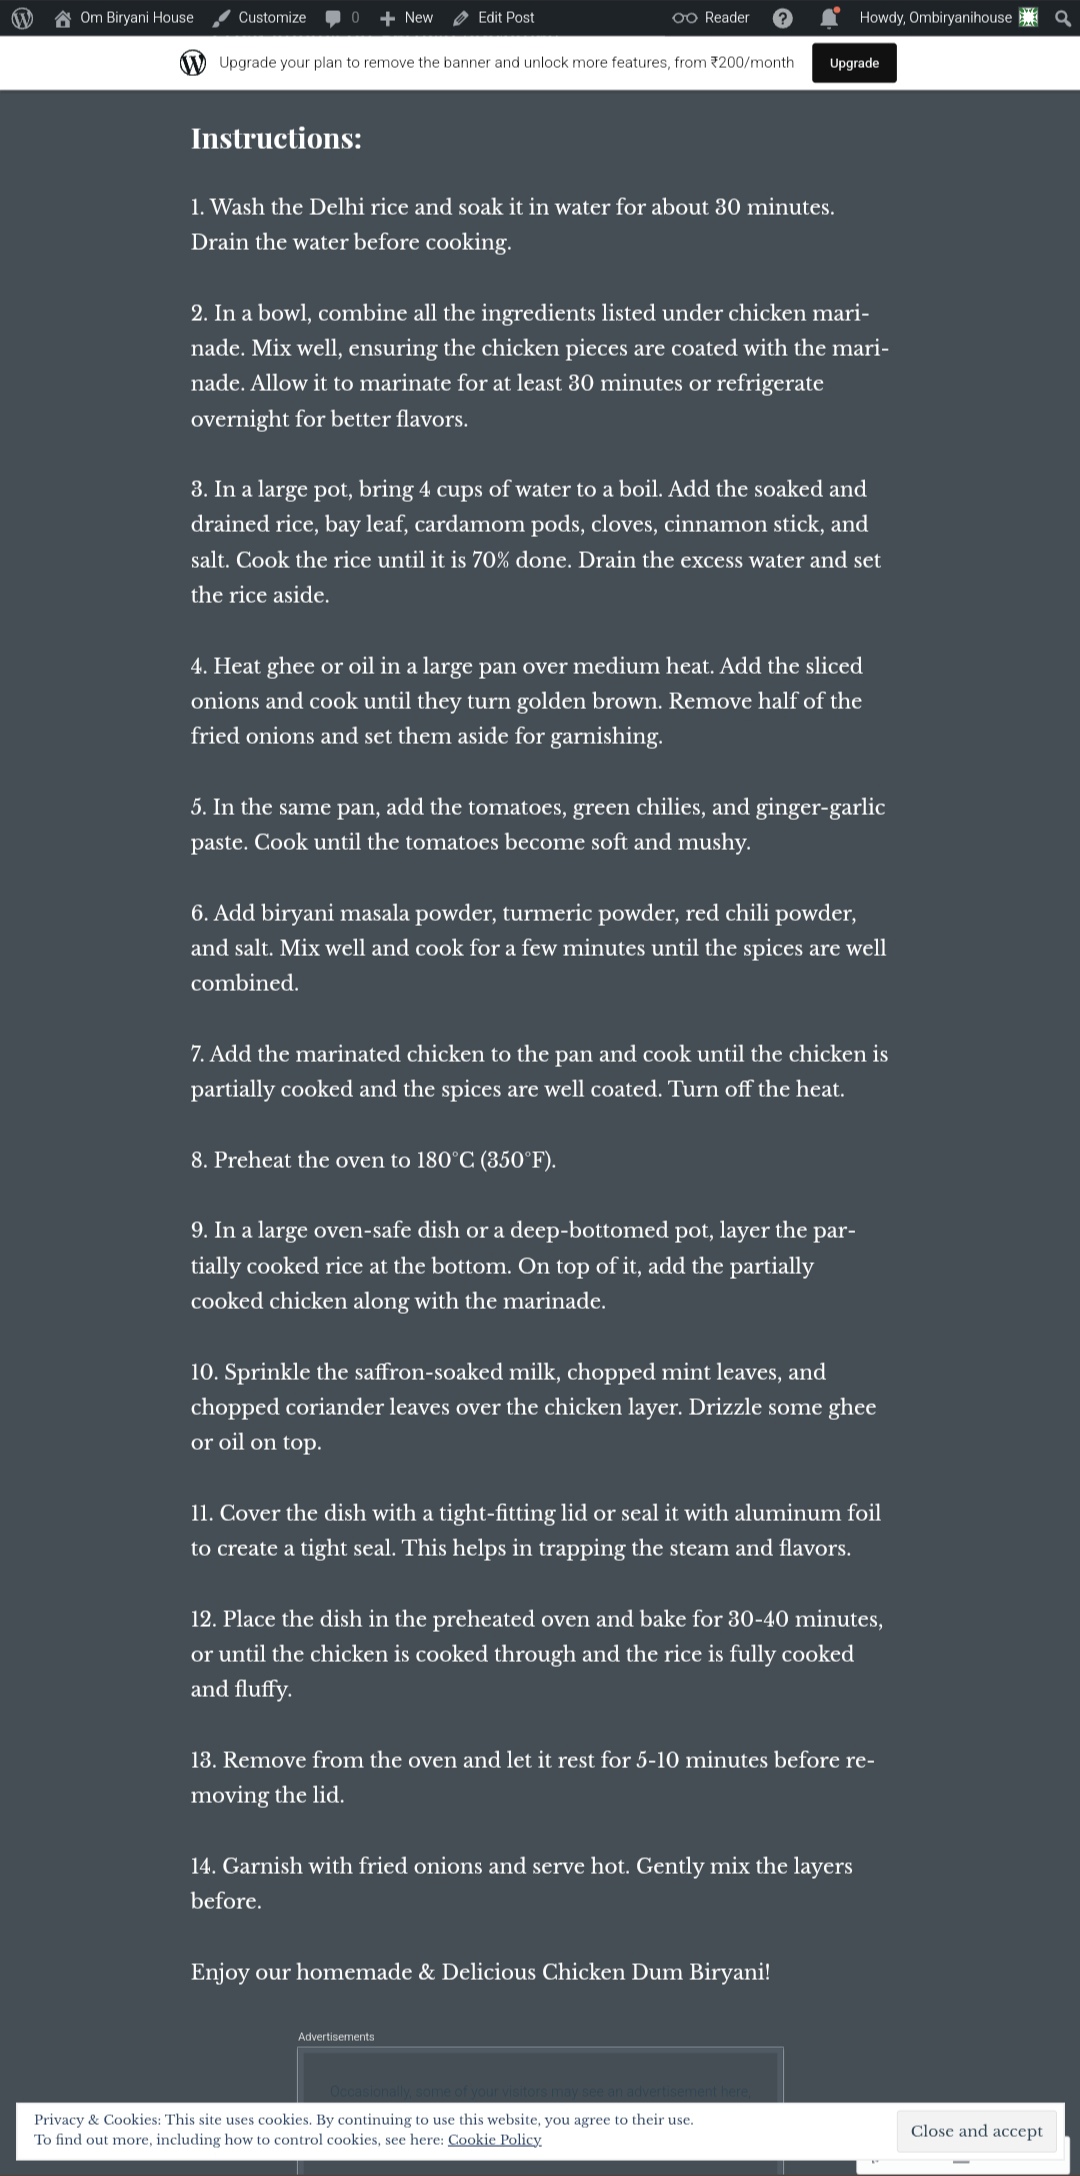 Om Biryani House Customize 0 New Edit Post Reader Howdy, Ombiryanihouse
Upgrade your plan to remove the banner and unlock more features, from ₹200/month Upgrade
Instructions:
1. Wash the Delhi rice and soak it in water for about 30 minutes.
Drain the water before cooking.
2. In a bowl, combine all the ingredients listed under chicken mari-
nade. Mix well, ensuring the chicken pieces are coated with the mari-
nade. Allow it to marinate for at least 30 minutes or refrigerate
overnight for better flavors.
3. In a large pot, bring 4 cups of water to a boil. Add the soaked and
drained rice, bay leaf, cardamom pods, cloves, cinnamon stick, and
salt. Cook the rice until it is 70% done. Drain the excess water and set
the rice aside.
4. Heat ghee or oil in a large pan over medium heat. Add the sliced
onions and cook until they turn golden brown. Remove half of the
fried onions and set them aside for garnishing.
5. In the same pan, add the tomatoes, green chilies, and ginger-garlic
paste. Cook until the tomatoes become soft and mushy.
6. Add biryani masala powder, turmeric powder, red chili powder,
and salt. Mix well and cook for a few minutes until the spices are well
combined.
7. Add the marinated chicken to the pan and cook until the chicken is
partially cooked and the spices are well coated. Turn off the heat.
8. Preheat the oven to 180°C (350°F).
9. In a large oven-safe dish or a deep-bottomed pot, layer the par-
tially cooked rice at the bottom. On top of it, add the partially
cooked chicken along with the marinade.
10. Sprinkle the saffron-soaked milk, chopped mint leaves, and
chopped coriander leaves over the chicken layer. Drizzle some ghee
or oil on top.
11. Cover the dish with a tight-fitting lid or seal it with aluminum foil
to create a tight seal. This helps in trapping the steam and flavors.
12. Place the dish in the preheated oven and bake for 30-40 minutes,
or until the chicken is cooked through and the rice is fully cooked
and fluffy.
13. Remove from the oven and let it rest for 5-10 minutes before re-
moving the lid.
14. Garnish with fried onions and serve hot. Gently mix the layers
before.
Enjoy our homemade & Delicious Chicken Dum Biryani!
Advertisements
Occasionally, some of your visitors may see an advertisement here,
Privacy & Cookies: This site uses cookies. By continuing to use this website, you agree to their use.
To find out more, including how to control cookies, see here: Cookie Policy
Close and accept